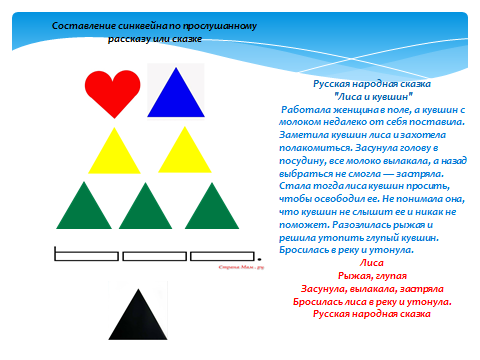 Составление синквейна по прослушанному
рассказу или сказке
Русская народная сказка
"Лиса и кувшин"
Работала женщина в поле, а кувшин с
молоком недалеко от себя поставила.
Заметила кувшин лиса и захотела
полакомиться. Засунула голову в
посудину, все молоко вылакала, а назад
выбраться не смогла — застряла.
Стала тогда лиса кувшин просить,
чтобы освободил ее. Не понимала она,
что кувшин не слышит ее и никак не
поможет. Разозлилась рыжая и
решила утопить глупый кувшин.
Бросилась в реку и утонула.
Лиса
Рыжая, глупая
Засунула, вылакала, застряла
Бросилась лиса в реку и утонула.
Русская народная сказка
Страна Мам.ру